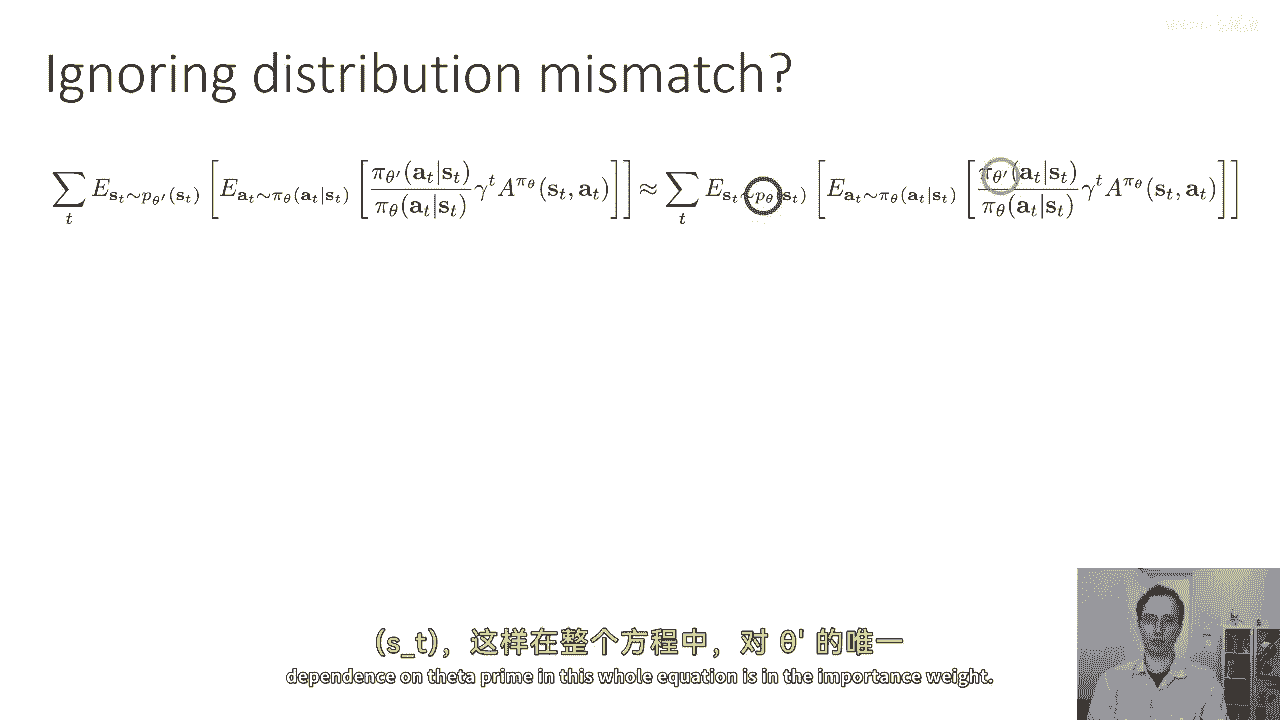 Ignoring distribution mismatch?
$\sum_t E_{\mathbf{s}_t \sim p_{\theta'}(\mathbf{s}_t)} \left[ E_{\mathbf{a}_t \sim \pi_\theta(\mathbf{a}_t|\mathbf{s}_t)} \left[ \frac{\pi_{\theta'}(\mathbf{a}_t|\mathbf{s}_t)}{\pi_\theta(\mathbf{a}_t|\mathbf{s}_t)} \gamma^t A^{\pi_\theta}(\mathbf{s}_t, \mathbf{a}_t) \right] \right] \approx \sum_t E_{\mathbf{s}_t \sim p_\theta(\mathbf{s}_t)} \left[ E_{\mathbf{a}_t \sim \pi_\theta(\mathbf{a}_t|\mathbf{s}_t)} \left[ \frac{\pi_{\theta'}(\mathbf{a}_t|\mathbf{s}_t)}{\pi_\theta(\mathbf{a}_t|\mathbf{s}_t)} \gamma^t A^{\pi_\theta}(\mathbf{s}_t, \mathbf{a}_t) \right] \right]$
(s_t)，这样在整个方程中，对 θ' 的唯一
dependence on theta prime in this whole equation is in the importance weight.